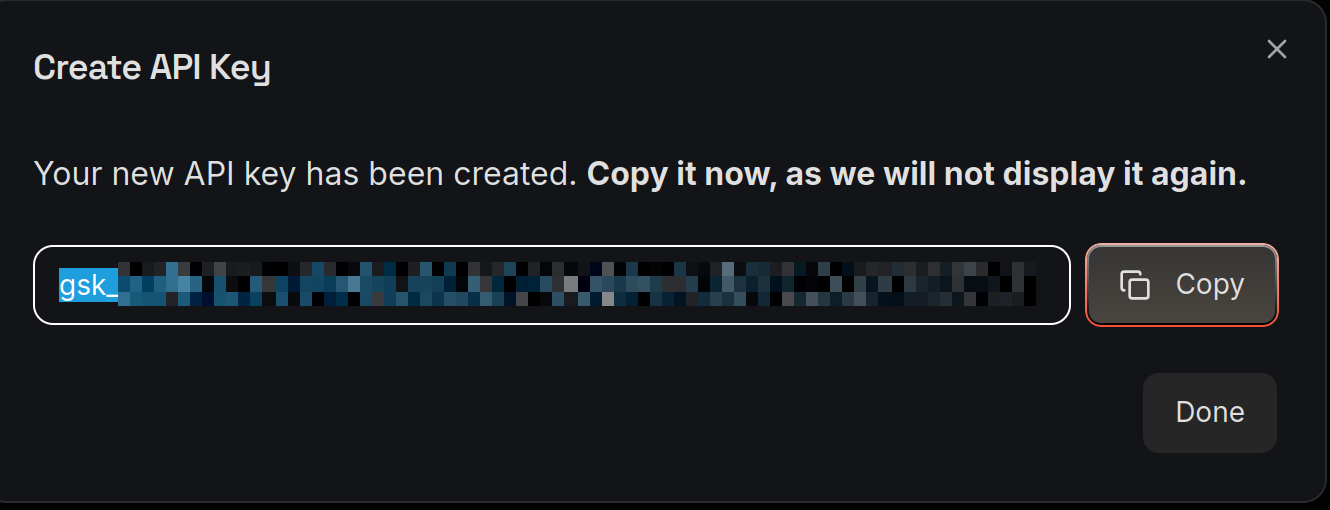 Create API Key
Your new API key has been created. Copy it now, as we will not display it again.
gsk_
Copy
Done